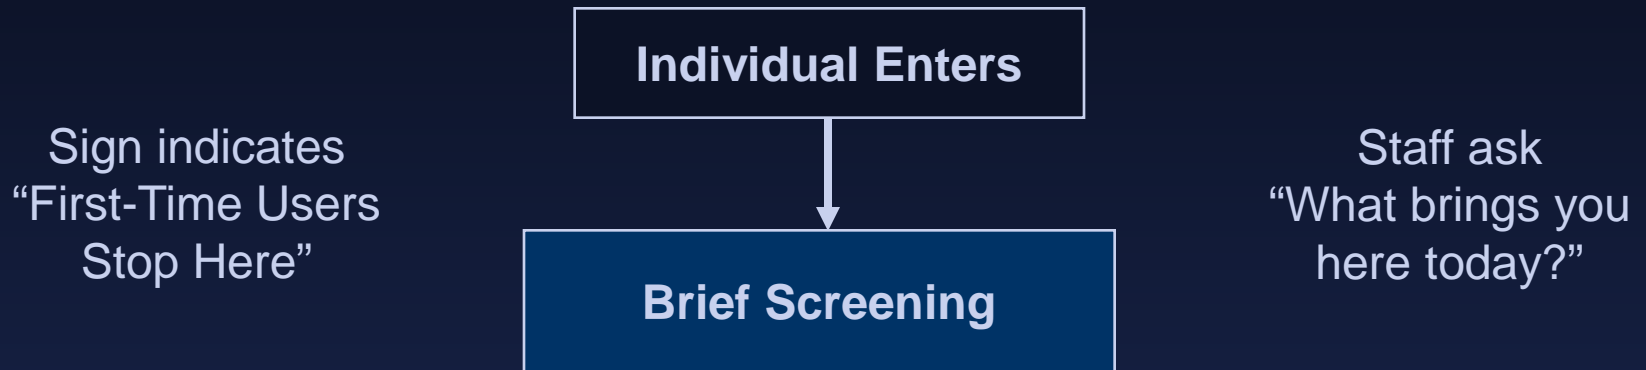 Individual Enters
Sign indicates
“First-Time Users
Stop Here”
Staff ask
“What brings you
here today?”
Brief Screening